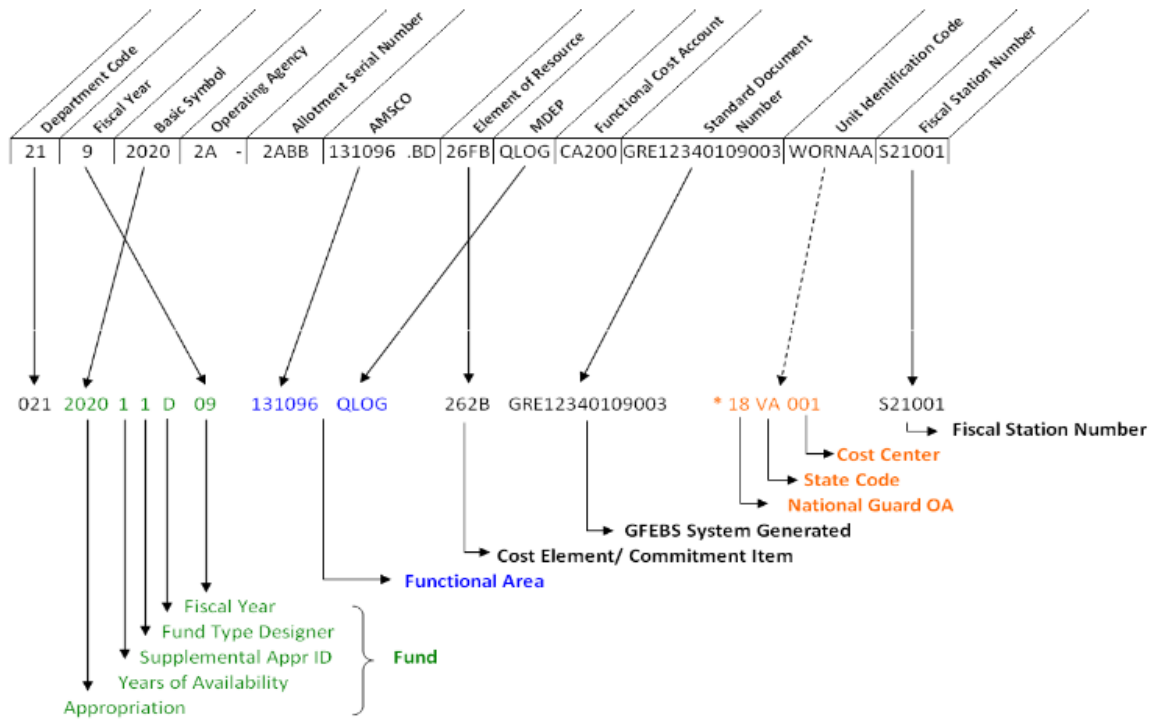 Department Code
Fiscal Year
Basic Symbol
Operating Agency
Allotment Serial Number
AMSCO
Element of Resource
MDEP
Functional Cost Account
Standard Document
Number
Unit Identification Code
Fiscal Station Number
21 9 2020 2A - 2ABB 131096 .BD 26FB QLOG CA200 GRE12340109003 WORNAA S21001
021 2020 1 1 D 09 131096 QLOG 262B GRE12340109003 * 18 VA 001 S21001
Fiscal Station Number
Cost Center
State Code
National Guard OA
GFEBS System Generated
Cost Element/ Commitment Item
Functional Area
Fiscal Year
Fund Type Designer
Supplemental Appr ID
Fund
Years of Availability
Appropriation